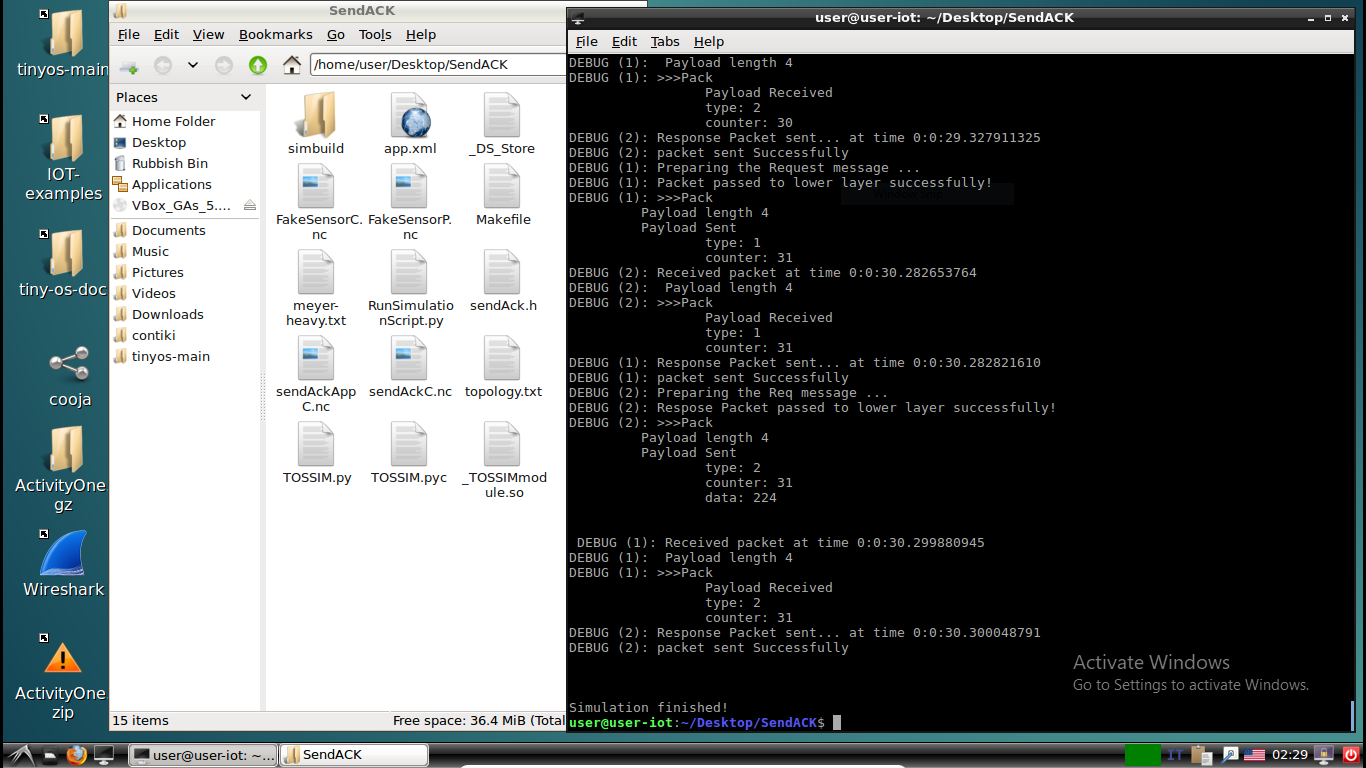 tinyos-main
IOT-
examples
tiny-os-doc
cooja
ActivityOne
gz
Wireshark
ActivityOne
zip
SendACK
File Edit View Bookmarks Go Tools Help
/home/user/Desktop/SendACK
Places
Home Folder
Desktop
Rubbish Bin
Applications
VBox_GAs_5....
Documents
Music
Pictures
Videos
Downloads
contiki
tinyos-main
simbuild
app.xml
_DS_Store
FakeSensorC.
nc
FakeSensorP.
nc
Makefile
meyer-
heavy.txt
RunSimulatio
nScript.py
sendAck.h
sendAckApp
C.nc
sendAckC.nc
topology.txt
TOSSIM.py
TOSSIM.pyc
_TOSSIMmod
ule.so
15 items
Free space: 36.4 MiB (Total
user@user-iot: ~/Desktop/SendACK
File Edit Tabs Help
DEBUG (1):  Payload length 4
DEBUG (1): >>>Pack
Payload Received
type: 2
counter: 30
DEBUG (2): Response Packet sent... at time 0:0:29.327911325
DEBUG (2): packet sent Successfully
DEBUG (1): Preparing the Request message ...
DEBUG (1): Packet passed to lower layer successfully!
DEBUG (1): >>>Pack
Payload length 4
Payload Sent
type: 1
counter: 31
DEBUG (2): Received packet at time 0:0:30.282653764
DEBUG (2):  Payload length 4
DEBUG (2): >>>Pack
Payload Received
type: 1
counter: 31
DEBUG (1): Response Packet sent... at time 0:0:30.282821610
DEBUG (1): packet sent Successfully
DEBUG (2): Preparing the Req message ...
DEBUG (2): Respose Packet passed to lower layer successfully!
DEBUG (2): >>>Pack
Payload length 4
Payload Sent
type: 2
counter: 31
data: 224
DEBUG (1): Received packet at time 0:0:30.299880945
DEBUG (1):  Payload length 4
DEBUG (1): >>>Pack
Payload Received
type: 2
counter: 31
DEBUG (2): Response Packet sent... at time 0:0:30.300048791
DEBUG (2): packet sent Successfully
Simulation finished!
user@user-iot:~/Desktop/SendACK$
Activate Windows
Go to Settings to activate Windows.
user@user-iot: ~...
SendACK
IT
02:29